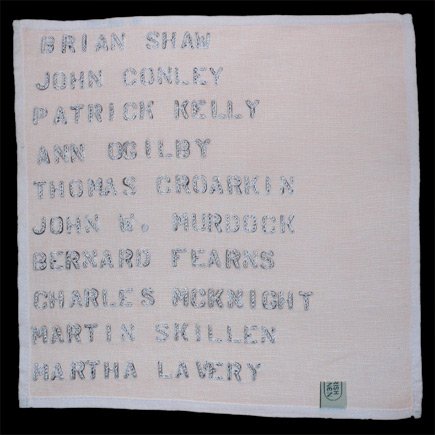 BRIAN SHAW
JOHN CONLEY
PATRICK KELLY
ANN OGILBY
THOMAS CROARKIN
JOHN W. MURDOCK
BERNARD FEARNS
CHARLES MCKNIGHT
MARTIN SKILLEN
MARTHA LAVERY